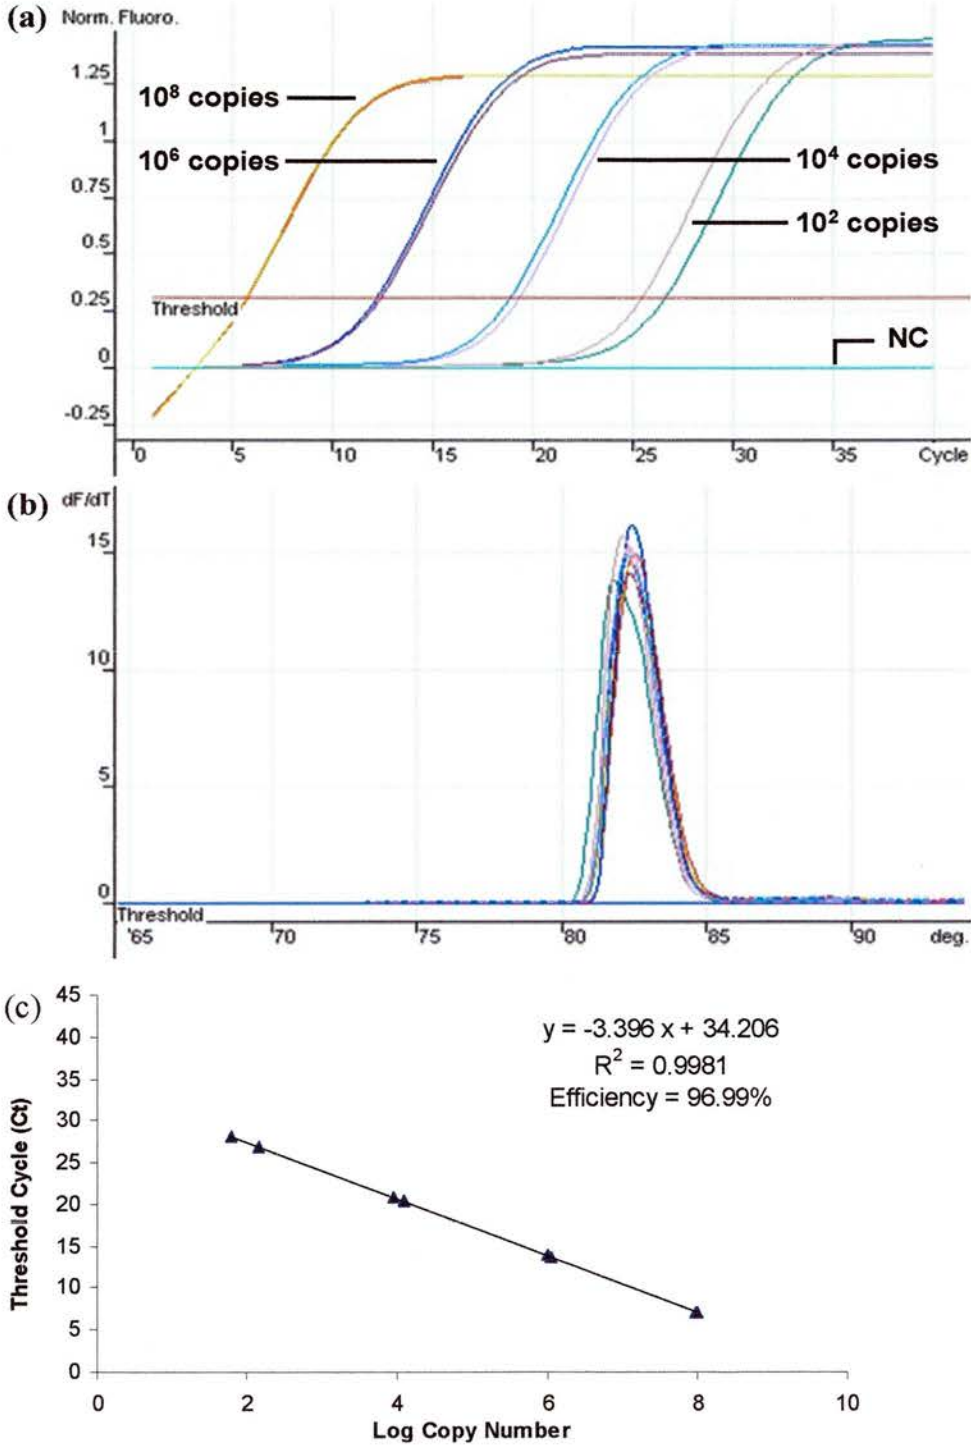 (a) Norm. Fluoro.
1.25
10⁸ copies
1
10⁶ copies
10⁴ copies
0.75
10² copies
0.5
0.25
Threshold
NC
0
-0.25
0 5 10 15 20 25 30 35 Cycle
(b) dF/dT
15
10
5
0
Threshold
'65 70 75 80 85 90 deg.
(c)
45
40
35
30
25
20
15
10
5
0
Threshold Cycle (Ct)
y = -3.396 x + 34.206
R² = 0.9981
Efficiency = 96.99%
0 2 4 6 8 10
Log Copy Number